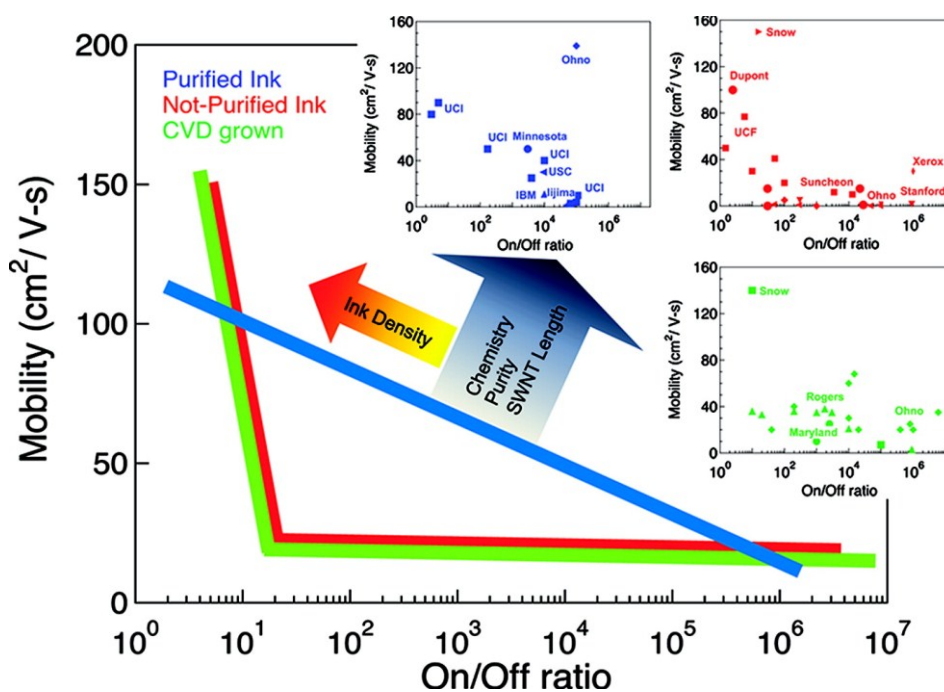 200
150
100
50
0
Mobility (cm²/ V-s)
10⁰ 10¹ 10² 10³ 10⁴ 10⁵ 10⁶ 10⁷
On/Off ratio
Purified Ink
Not-Purified Ink
CVD grown
Ink Density
Chemistry
Purity
SWNT Length
160
120
80
40
0
Mobility (cm²/ V-s)
Ohno
UCI
UCI
Minnesota
UCI
USC
IBM
Iijima
UCI
10⁰ 10² 10⁴ 10⁶
On/Off ratio
160
120
80
40
0
Mobility (cm²/ V-s)
Snow
Dupont
UCF
Xerox
Suncheon
Ohno
Stanford
10⁰ 10² 10⁴ 10⁶
On/Off ratio
160
120
80
40
0
Mobility (cm²/ V-s)
Snow
Rogers
Ohno
Maryland
10⁰ 10² 10⁴ 10⁶
On/Off ratio